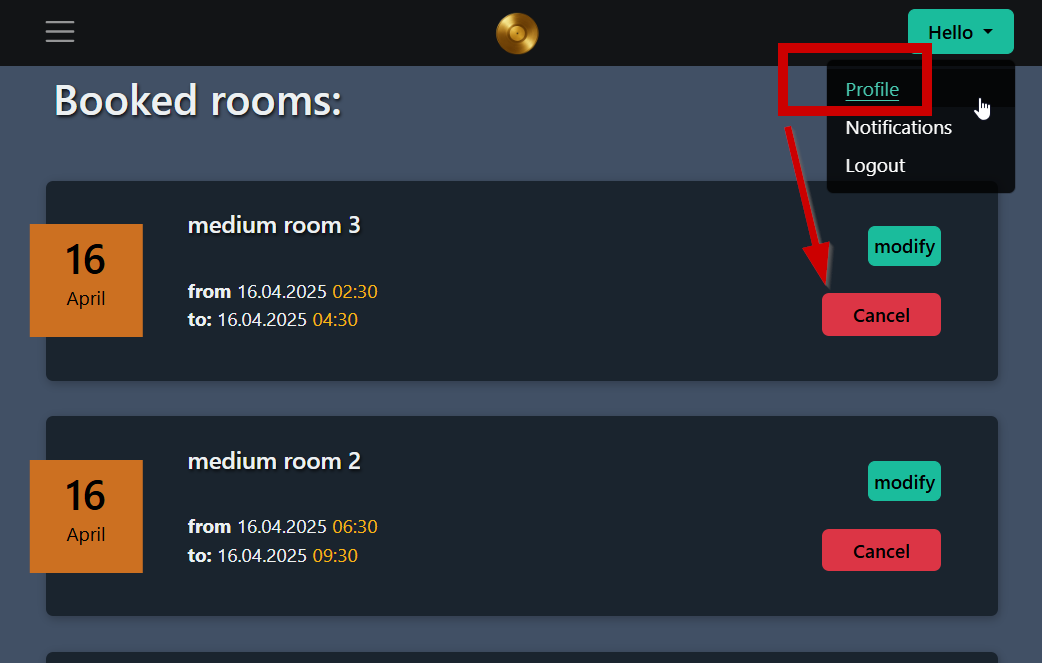 Hello
Profile
Notifications
Logout
Booked rooms:
16
April
medium room 3
from 16.04.2025 02:30
to: 16.04.2025 04:30
modify
Cancel
16
April
medium room 2
from 16.04.2025 06:30
to: 16.04.2025 09:30
modify
Cancel